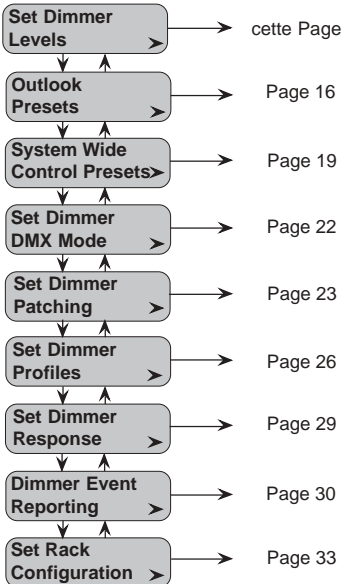 Set Dimmer
Levels
cette Page
Outlook
Presets
Page 16
System Wide
Control Presets
Page 19
Set Dimmer
DMX Mode
Page 22
Set Dimmer
Patching
Page 23
Set Dimmer
Profiles
Page 26
Set Dimmer
Response
Page 29
Dimmer Event
Reporting
Page 30
Set Rack
Configuration
Page 33